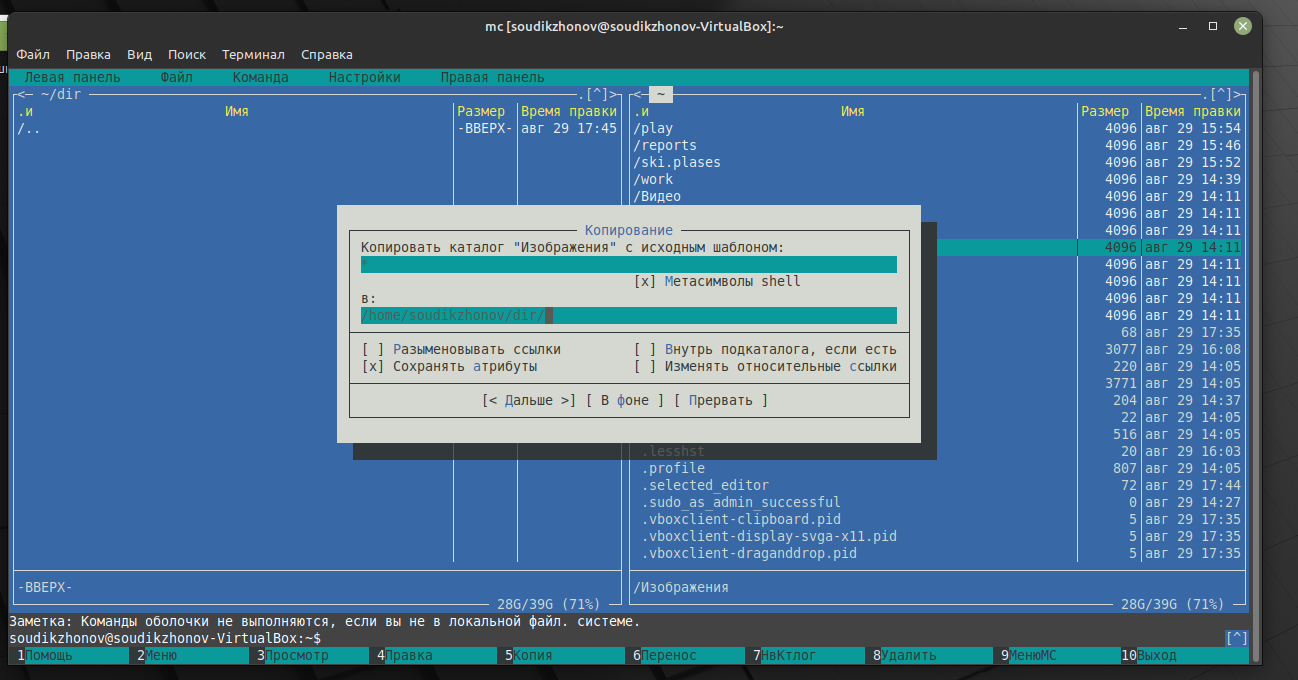 mc [soudikzhonov@soudikzhonov-VirtualBox]:~
Файл Правка Вид Поиск Терминал Справка
Левая панель Файл Команда Настройки Правая панель
<— ~/dir .[^]> <— ~ .[^]>
.и Имя Размер Время правки .и Имя Размер Время правки
/.. -ВВЕРХ- авг 29 17:45 /play 4096 авг 29 15:54
/reports 4096 авг 29 15:46
/ski.plases 4096 авг 29 15:52
/work 4096 авг 29 14:39
/Видео 4096 авг 29 14:11
4096 авг 29 14:11
Копирование 4096 авг 29 14:11
Копировать каталог "Изображения" с исходным шаблоном: 4096 авг 29 14:11
* 4096 авг 29 14:11
[x] Метасимволы shell 4096 авг 29 14:11
в: 4096 авг 29 14:11
/home/soudikzhonov/dir/ 4096 авг 29 14:11
68 авг 29 17:35
[ ] Разыменовывать ссылки [ ] Внутрь подкаталога, если есть 3077 авг 29 16:08
[x] Сохранять атрибуты [ ] Изменять относительные ссылки 220 авг 29 14:05
3771 авг 29 14:05
[< Дальше >] [ В фоне ] [ Прервать ] 204 авг 29 14:37
22 авг 29 14:05
516 авг 29 14:05
.lesshst 20 авг 29 16:03
.profile 807 авг 29 14:05
.selected_editor 72 авг 29 17:44
.sudo_as_admin_successful 0 авг 29 14:27
.vboxclient-clipboard.pid 5 авг 29 17:35
.vboxclient-display-svga-x11.pid 5 авг 29 17:35
.vboxclient-draganddrop.pid 5 авг 29 17:35
-ВВЕРХ- /Изображения
28G/39G (71%) 28G/39G (71%)
Заметка: Команды оболочки не выполняются, если вы не в локальной файл. системе.
soudikzhonov@soudikzhonov-VirtualBox:~$ [^]
1Помощь 2Меню 3Просмотр 4Правка 5Копия 6Перенос 7НвКтлог 8Удалить 9МенюМС 10Выход